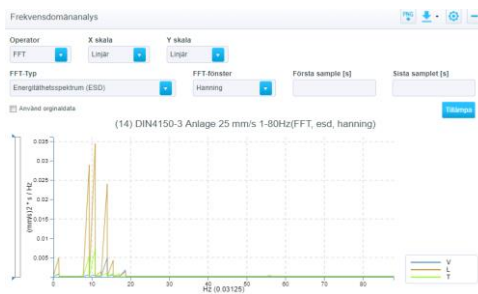 Frekvensdomänanalys
PNG
Operator X skala Y skala
FFT Linjär Linjär
FFT-Typ FFT-fönster Första sample [s] Sista samplet [s]
Energitäthetsspektrum (ESD) Hanning
Använd orginaldata Tillämpa
(14) DIN4150-3 Anlage 25 mm/s 1-80Hz(FFT, esd, hanning)
0.035
0.03
0.025
0.02
0.015
0.01
0.005
(mm/s)2 * s / Hz
0 10 20 30 40 50 60 70 80
Hz (0.03125)
V
L
T